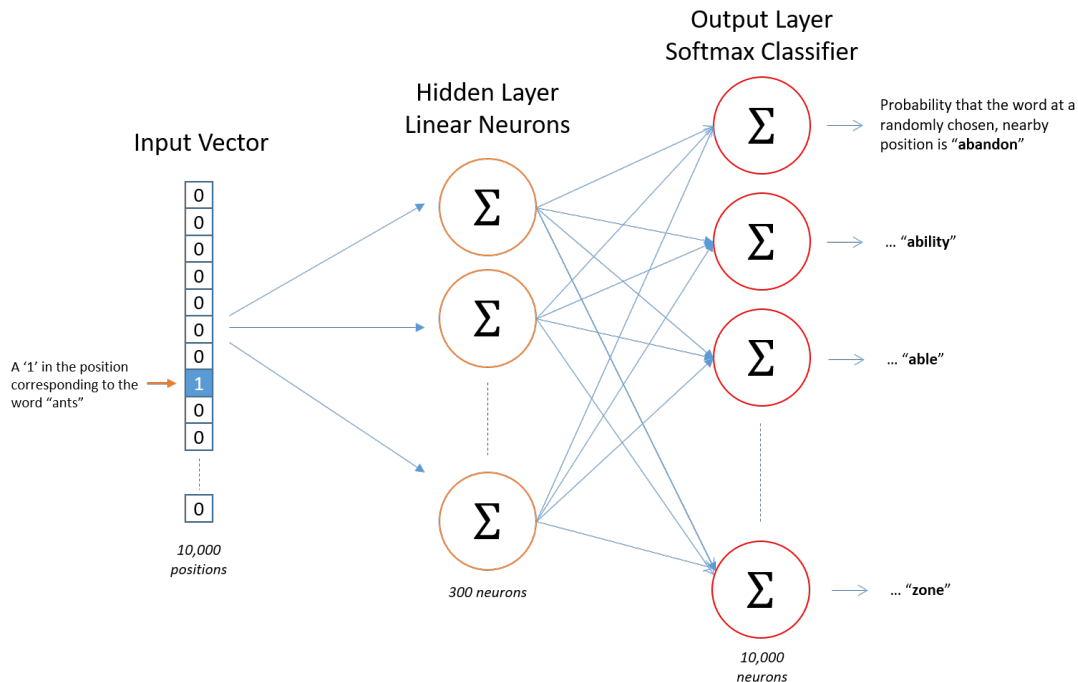 Output Layer
Softmax Classifier
Hidden Layer
Linear Neurons
Input Vector
0
0
0
0
0
0
0
1
0
0
0
A ‘1’ in the position
corresponding to the
word “ants”
10,000
positions
Σ
Σ
Σ
300 neurons
Σ
Σ
Σ
Σ
10,000
neurons
Probability that the word at a
randomly chosen, nearby
position is “abandon”
... “ability”
... “able”
... “zone”